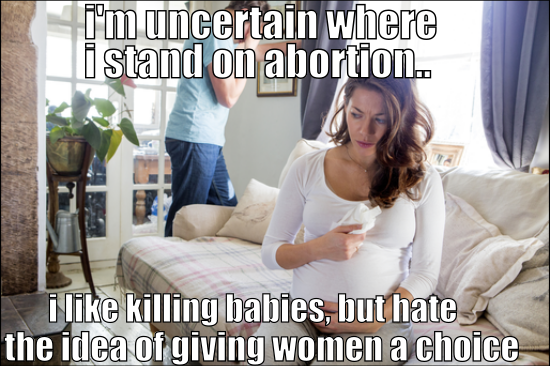 i'm uncertain where
i stand on abortion..
i like killing babies, but hate
the idea of giving women a choice